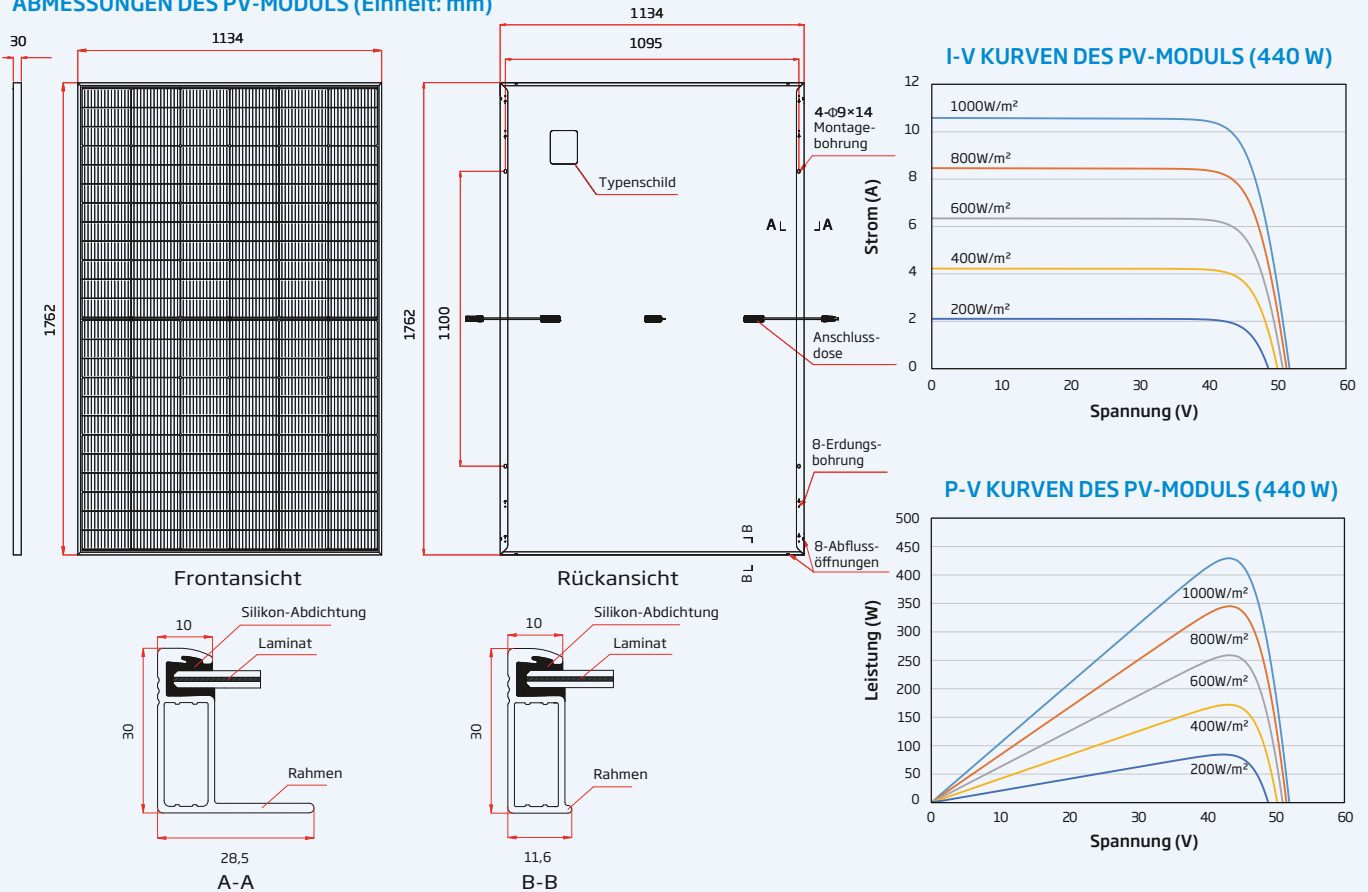 ABMESSUNGEN DES PV-MODULS (Einheit: mm)
30
1134
1762
Frontansicht
1134
1095
1762
1100
4-Φ9×14
Montage-
bohrung
Typenschild
A
A
Anschluss-
dose
8-Erdungs-
bohrung
B
B
8-Abfluss-
öffnungen
Rückansicht
Silikon-Abdichtung
10
Laminat
30
Rahmen
28,5
A-A
Silikon-Abdichtung
10
Laminat
30
Rahmen
11,6
B-B
I-V KURVEN DES PV-MODULS (440 W)
Strom (A)
12
10
8
6
4
2
0
1000W/m²
800W/m²
600W/m²
400W/m²
200W/m²
0 10 20 30 40 50 60
Spannung (V)
P-V KURVEN DES PV-MODULS (440 W)
Leistung (W)
500
450
400
350
300
250
200
150
100
50
0
1000W/m²
800W/m²
600W/m²
400W/m²
200W/m²
0 10 20 30 40 50 60
Spannung (V)